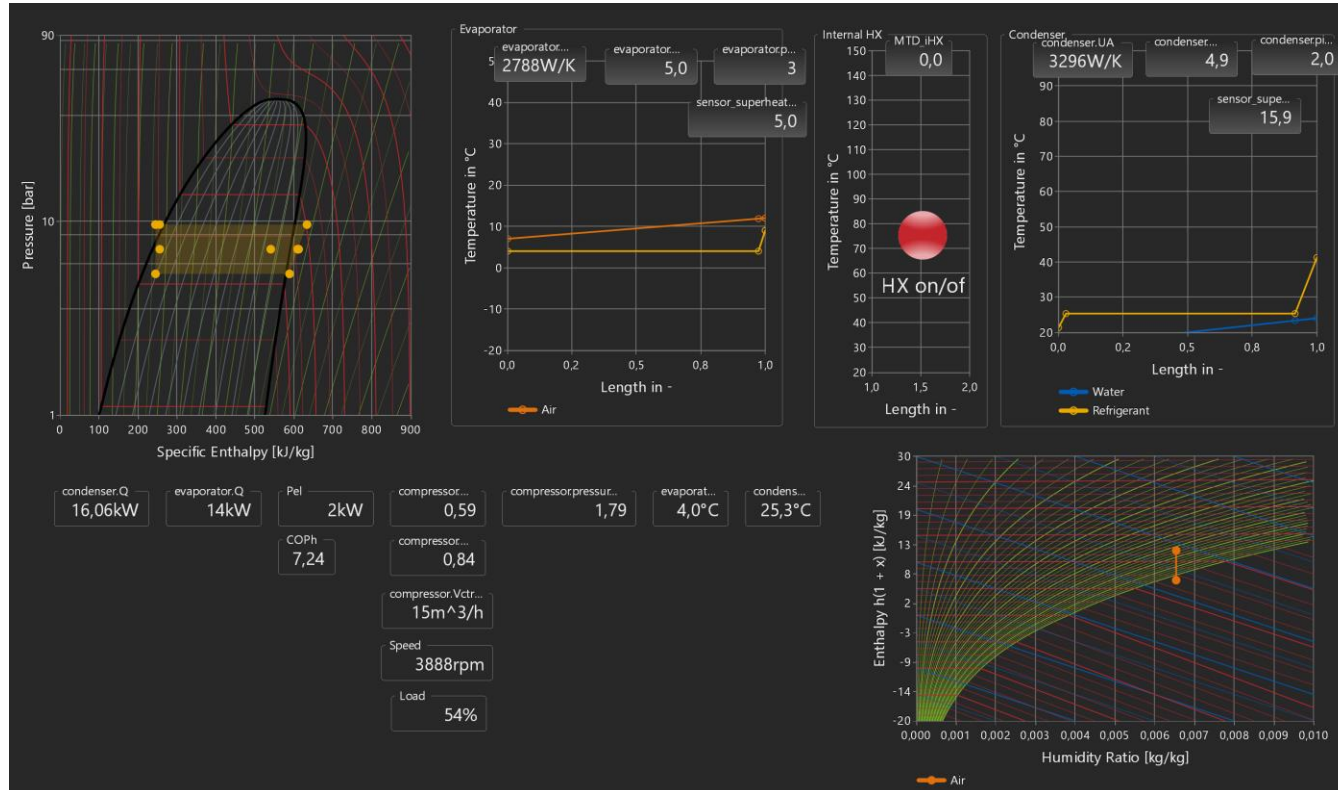 90
10
1
Pressure [bar]
0 100 200 300 400 500 600 700 800 900
Specific Enthalpy [kJ/kg]
Evaporator
evaporator....
2788W/K
evaporator....
5,0
evaporator.p...
3
sensor_superheat...
5,0
40
30
20
10
0
-10
-20
Temperature in °C
0,0 0,2 0,5 0,8 1,0
Length in -
Air
Internal HX
MTD_iHX
0,0
150
140
130
120
110
100
90
80
70
60
50
40
30
20
Temperature in °C
HX on/of
1,0 1,5 2,0
Length in -
Condenser
condenser.UA
3296W/K
condenser....
4,9
condenser.pi...
2,0
sensor_supe...
15,9
90
80
70
60
50
40
30
20
Temperature in °C
0,0 0,2 0,5 0,8 1,0
Length in -
Water
Refrigerant
condenser.Q
16,06kW
evaporator.Q
14kW
Pel
2kW
compressor....
0,59
compressor.pressur...
1,79
evaporat...
4,0°C
condens...
25,3°C
COPh
7,24
compressor....
0,84
compressor.Vctr...
15m^3/h
Speed
3888rpm
Load
54%
30
24
19
13
8
2
-3
-9
-14
-20
Enthalpy h(1 + x) [kJ/kg]
0,000 0,001 0,002 0,003 0,004 0,005 0,006 0,007 0,008 0,009 0,010
Humidity Ratio [kg/kg]
Air